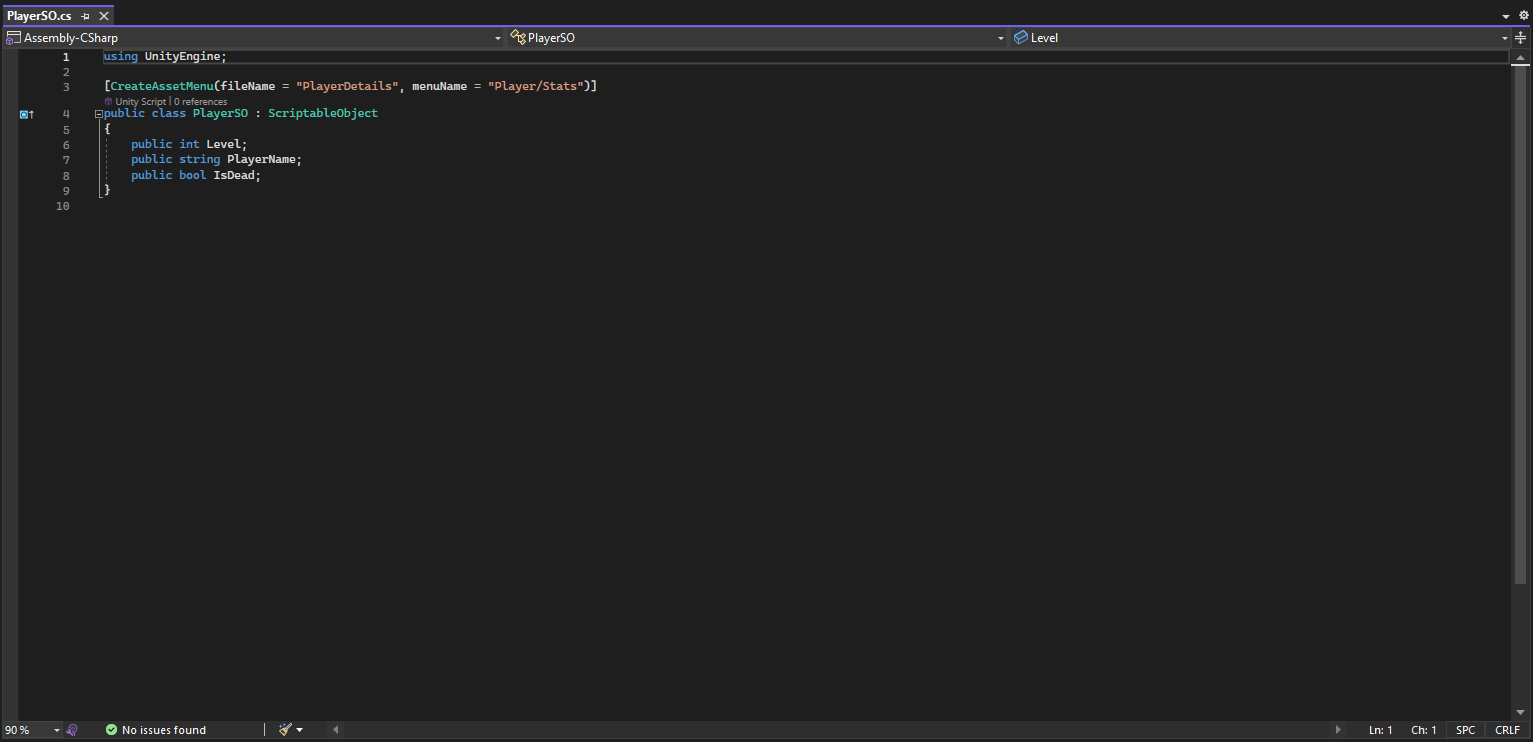 PlayerSO.cs
Assembly-CSharp PlayerSO Level
1 using UnityEngine;
2
3 [CreateAssetMenu(fileName = "PlayerDetails", menuName = "Player/Stats")]
Unity Script | 0 references
4 public class PlayerSO : ScriptableObject
5 {
6 public int Level;
7 public string PlayerName;
8 public bool IsDead;
9 }
10
90 % No issues found Ln: 1 Ch: 1 SPC CRLF